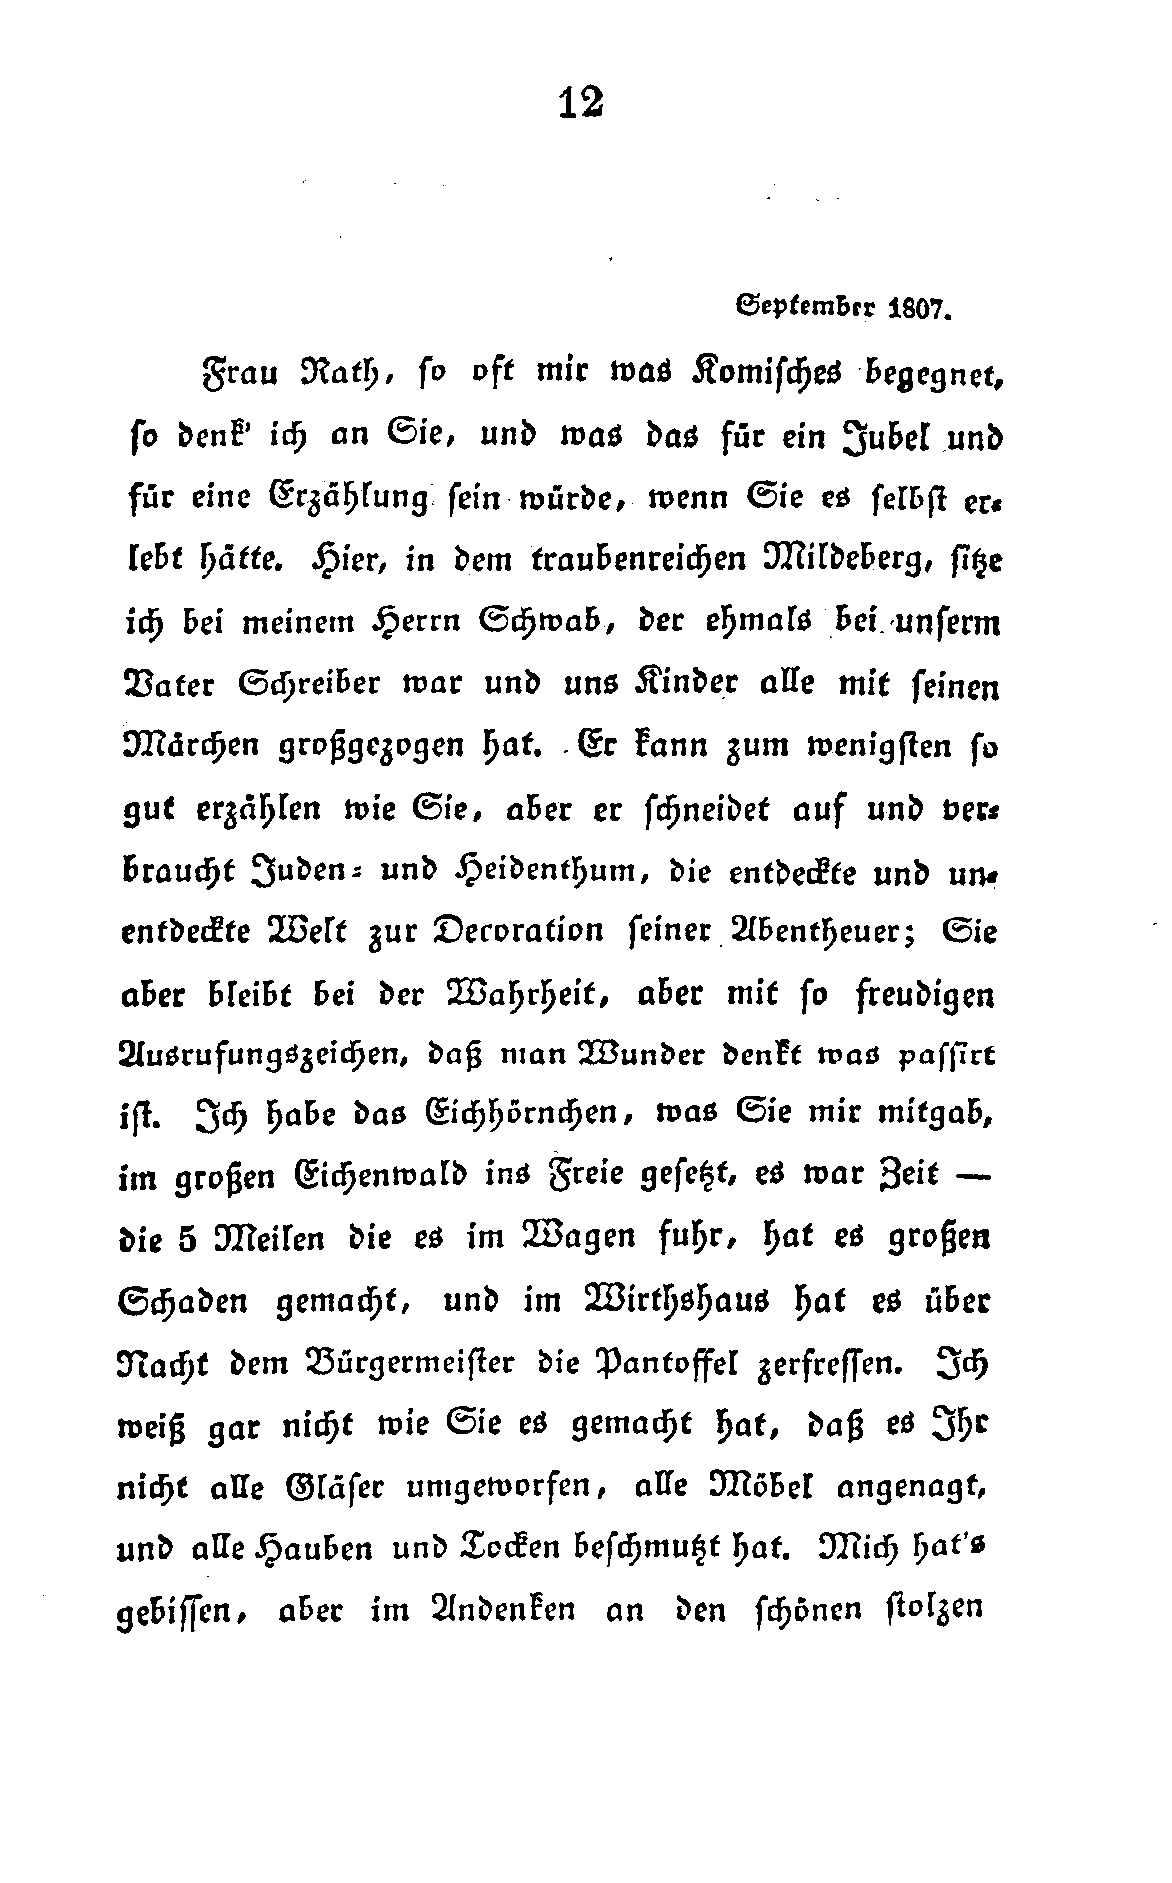 12
September 1807.
Frau Rath, ſo oft mir was Komiſches begegnet,
ſo denk' ich an Sie, und was das für ein Jubel und
für eine Erzählung ſein würde, wenn Sie es ſelbſt er⸗
lebt hätte. Hier, in dem traubenreichen Mildeberg, ſitze
ich bei meinem Herrn Schwab, der ehmals bei unſerm
Vater Schreiber war und uns Kinder alle mit ſeinen
Märchen großgezogen hat. Er kann zum wenigſten ſo
gut erzählen wie Sie, aber er ſchneidet auf und ver⸗
braucht Juden⸗ und Heidenthum, die entdeckte und un⸗
entdeckte Welt zur Decoration ſeiner Abentheuer; Sie
aber bleibt bei der Wahrheit, aber mit ſo freudigen
Ausrufungszeichen, daß man Wunder denkt was paſſirt
iſt. Ich habe das Eichhörnchen, was Sie mir mitgab,
im großen Eichenwald ins Freie geſetzt, es war Zeit —
die 5 Meilen die es im Wagen fuhr, hat es großen
Schaden gemacht, und im Wirthshaus hat es über
Nacht dem Bürgermeiſter die Pantoffel zerfreſſen. Ich
weiß gar nicht wie Sie es gemacht hat, daß es Ihr
nicht alle Gläſer umgeworfen, alle Möbel angenagt,
und alle Hauben und Tocken beſchmutzt hat. Mich hat's
gebiſſen, aber im Andenken an den ſchönen ſtolzen